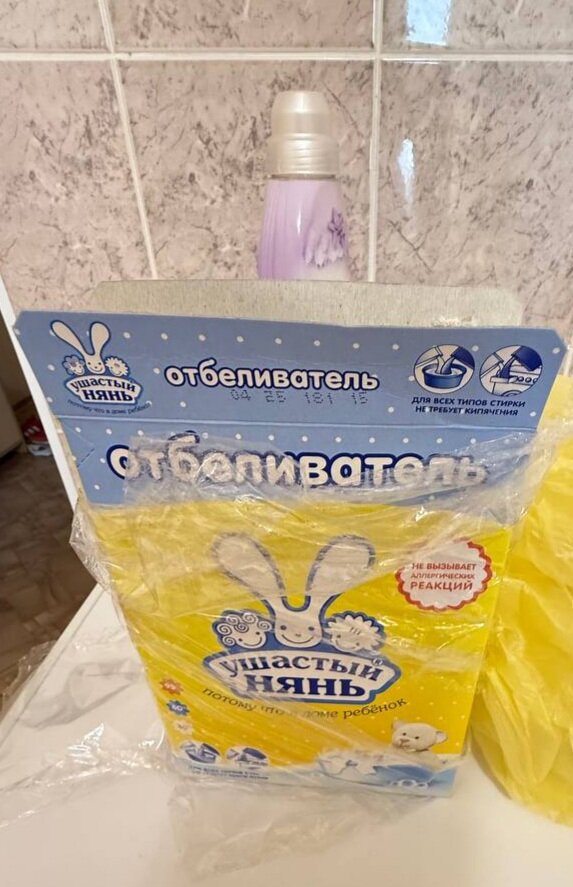 ушастый
нянь
потому что в доме ребёнок
отбеливатель
04 25 181 15
ДЛЯ ВСЕХ ТИПОВ СТИРКИ
НЕ ТРЕБУЕТ КИПЯЧЕНИЯ
отбеливатель
НЕ ВЫЗЫВАЕТ
АЛЛЕРГИЧЕСКИХ
РЕАКЦИЙ
ушастый
нянь
потому что в доме ребёнок